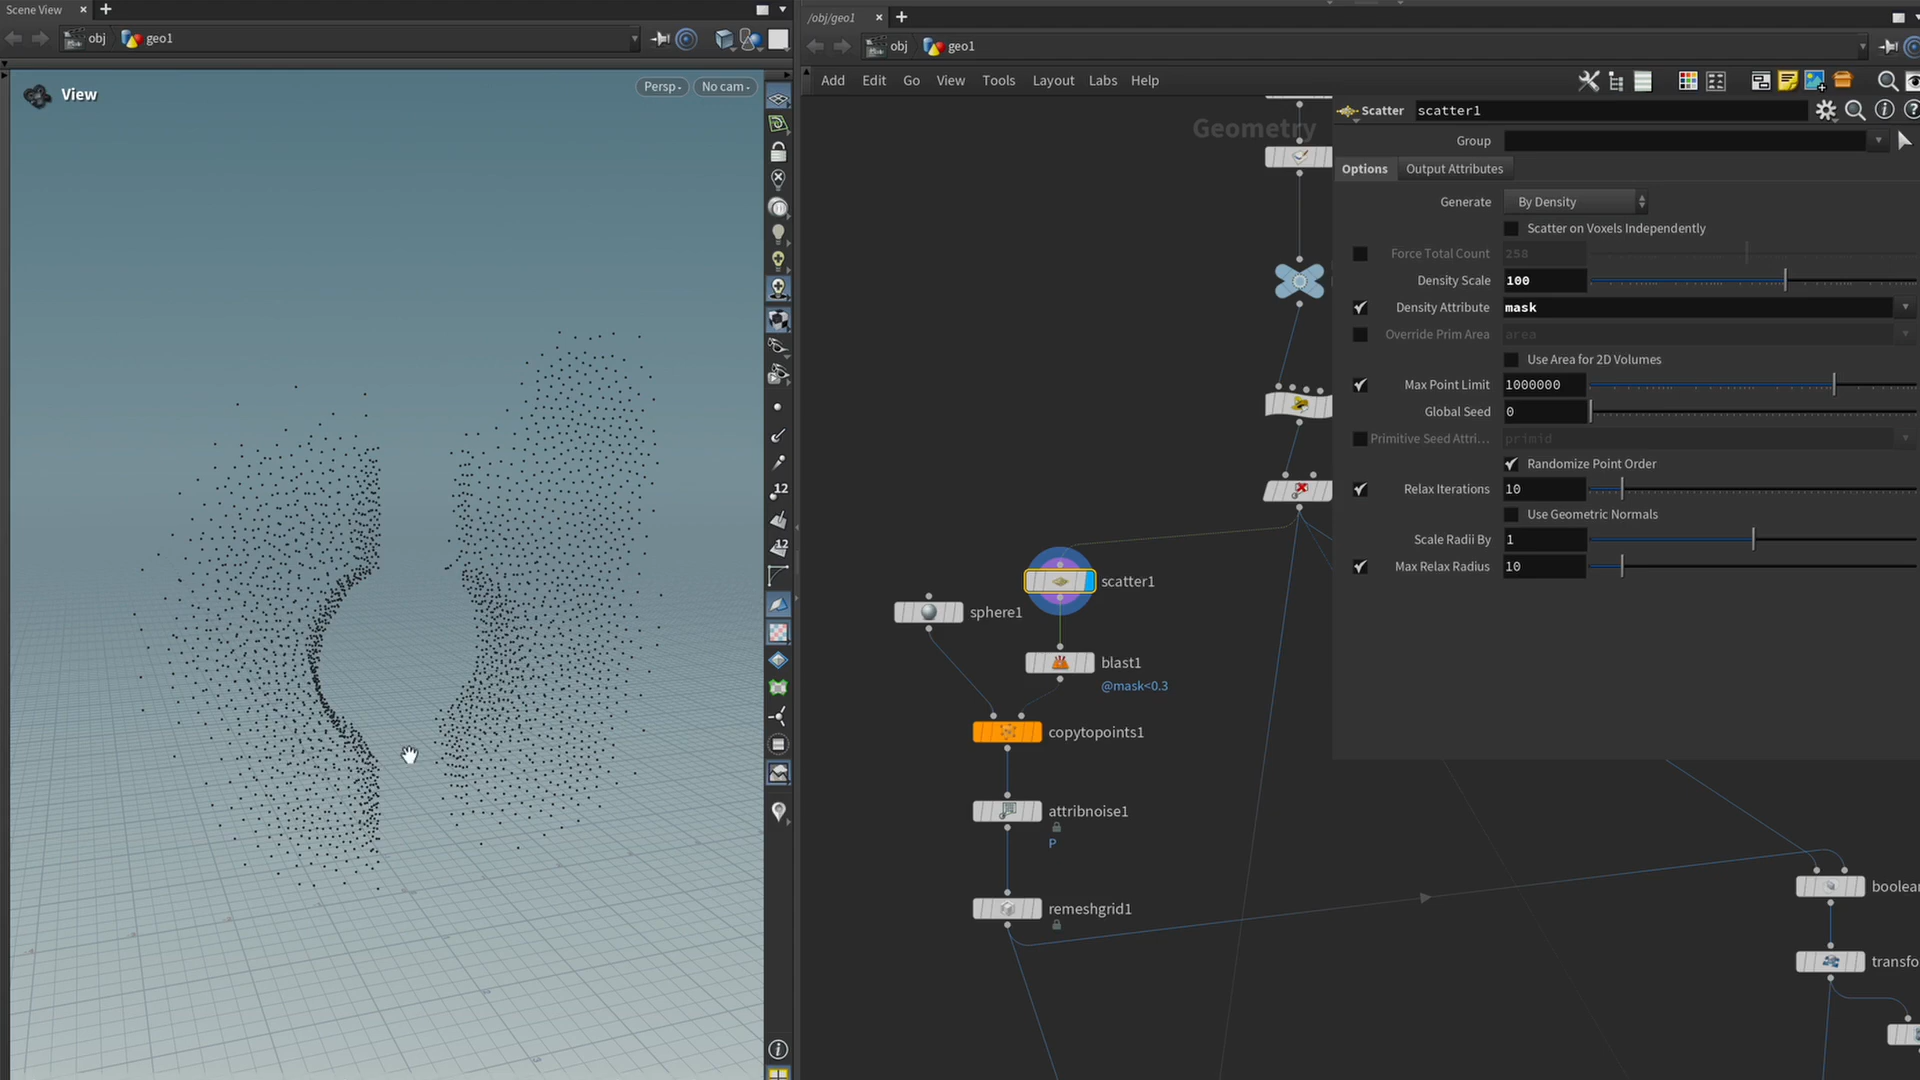 Scene View
obj
geo1
View
Persp
No cam
12
12
/obj/geo1
obj
geo1
Add
Edit
Go
View
Tools
Layout
Labs
Help
Geometry
scatter1
sphere1
blast1
@mask<0.3
copytopoints1
attribnoise1
P
remeshgrid1
boolea
transfo
Scatter
scatter1
Group
Options
Output Attributes
Generate
By Density
Scatter on Voxels Independently
Force Total Count
258
Density Scale
100
Density Attribute
mask
Override Prim Area
area
Use Area for 2D Volumes
Max Point Limit
1000000
Global Seed
0
Primitive Seed Attri...
primid
Randomize Point Order
Relax Iterations
10
Use Geometric Normals
Scale Radii By
1
Max Relax Radius
10